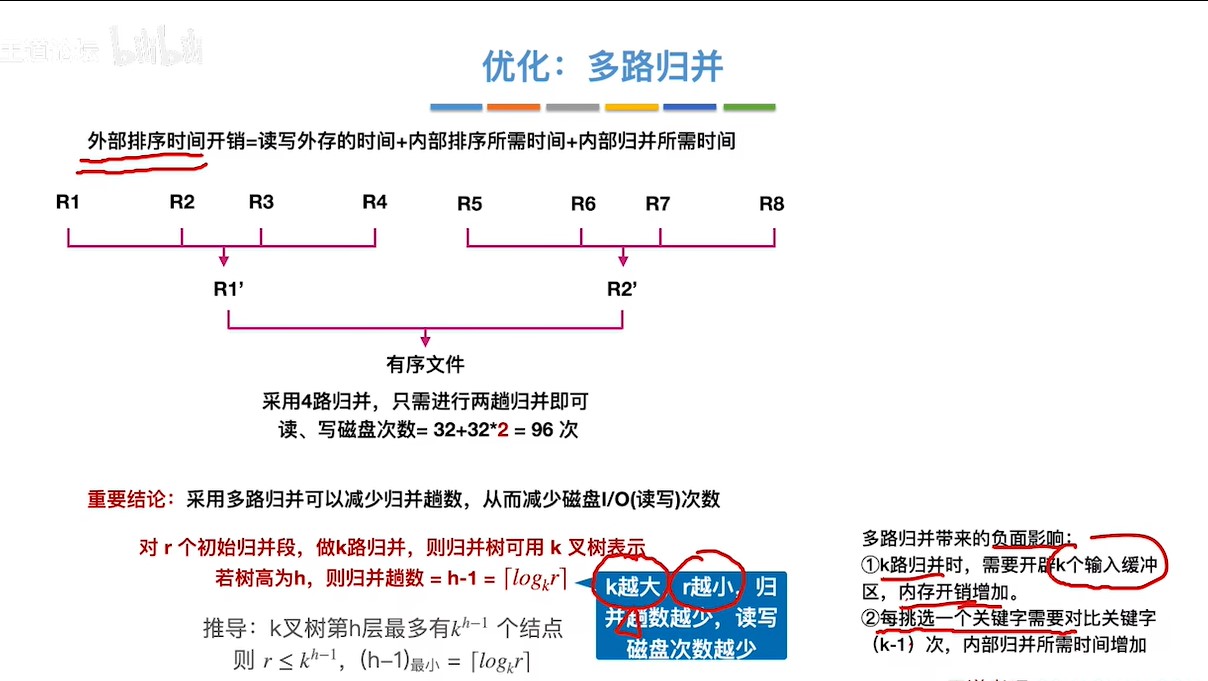 王道论坛 bilibili
优化：多路归并
外部排序时间开销=读写外存的时间+内部排序所需时间+内部归并所需时间
R1 R2 R3 R4 R5 R6 R7 R8
R1’ R2’
有序文件
采用4路归并，只需进行两趟归并即可
读、写磁盘次数= 32+32*2 = 96 次
重要结论：采用多路归并可以减少归并趟数，从而减少磁盘I/O(读写)次数
对 r 个初始归并段，做k路归并，则归并树可用 k 叉树表示
若树高为h，则归并趟数 = h-1 = ⌈logₖr⌉
k越大，r越小，归
并趟数越少，读写
磁盘次数越少
推导：k叉树第h层最多有kʰ⁻¹ 个结点
则 r ≤ kʰ⁻¹，(h−1)最小 = ⌈logₖr⌉
多路归并带来的负面影响：
①k路归并时，需要开辟k个输入缓冲
区，内存开销增加。
②每挑选一个关键字需要对比关键字
（k-1）次，内部归并所需时间增加